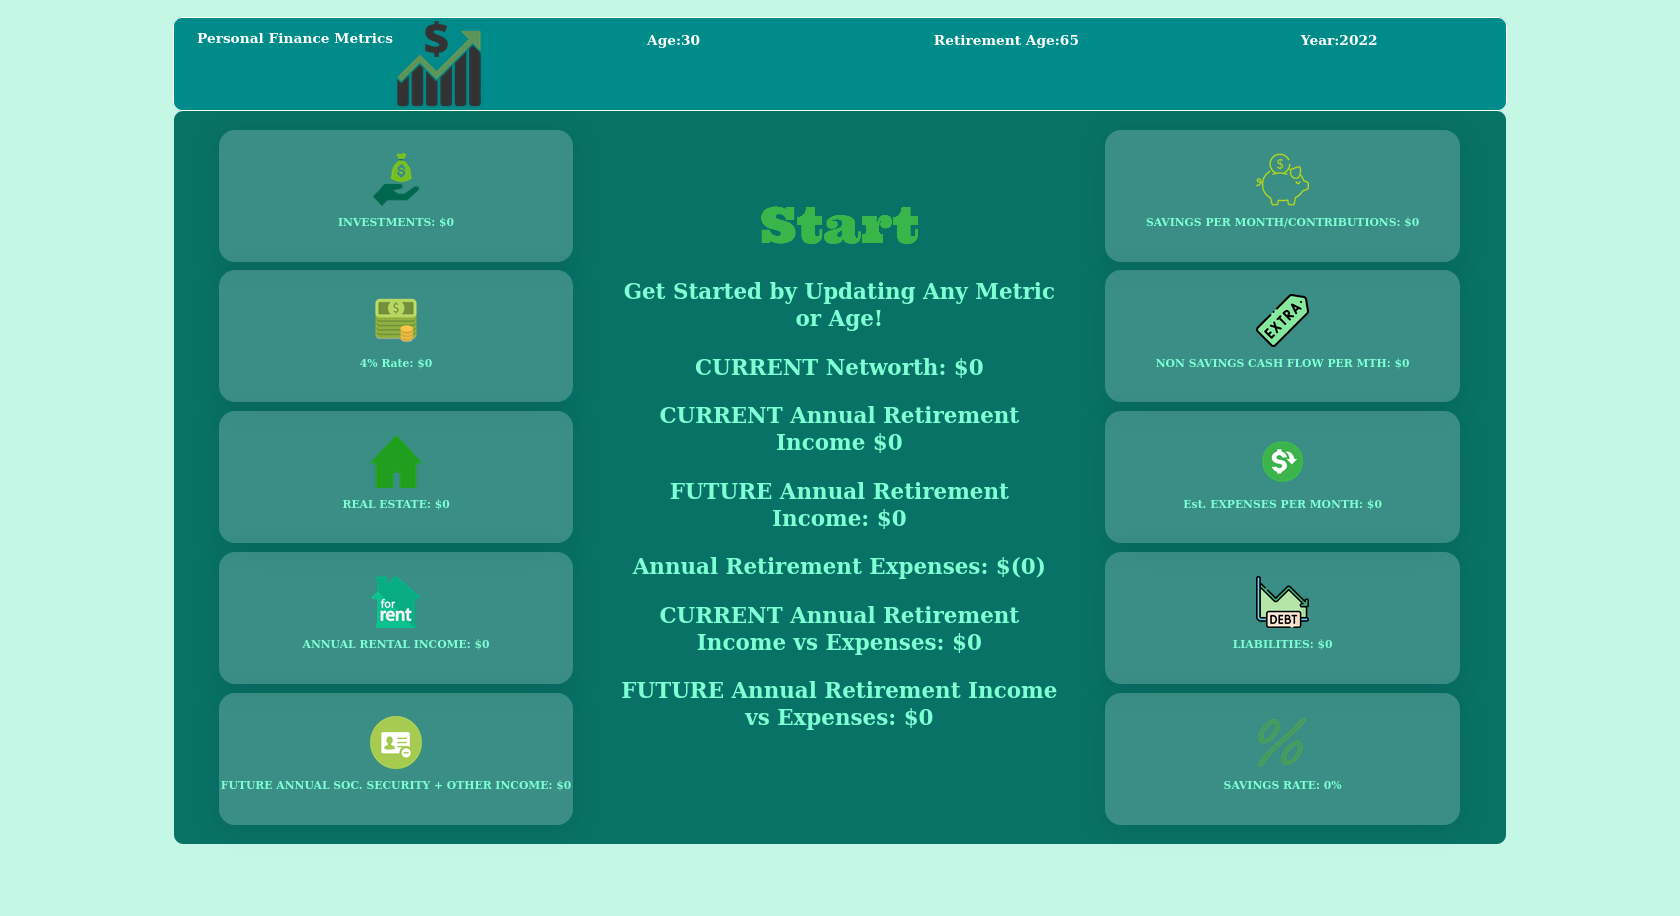 Personal Finance Metrics
$
Age:30
Retirement Age:65
Year:2022
$
INVESTMENTS: $0
$
4% Rate: $0
REAL ESTATE: $0
for
rent
ANNUAL RENTAL INCOME: $0
FUTURE ANNUAL SOC. SECURITY + OTHER INCOME: $0
Start
Get Started by Updating Any Metric
or Age!
CURRENT Networth: $0
CURRENT Annual Retirement
Income $0
FUTURE Annual Retirement
Income: $0
Annual Retirement Expenses: $(0)
CURRENT Annual Retirement
Income vs Expenses: $0
FUTURE Annual Retirement Income
vs Expenses: $0
$
SAVINGS PER MONTH/CONTRIBUTIONS: $0
EXTRA
NON SAVINGS CASH FLOW PER MTH: $0
$
Est. EXPENSES PER MONTH: $0
DEBT
LIABILITIES: $0
%
SAVINGS RATE: 0%